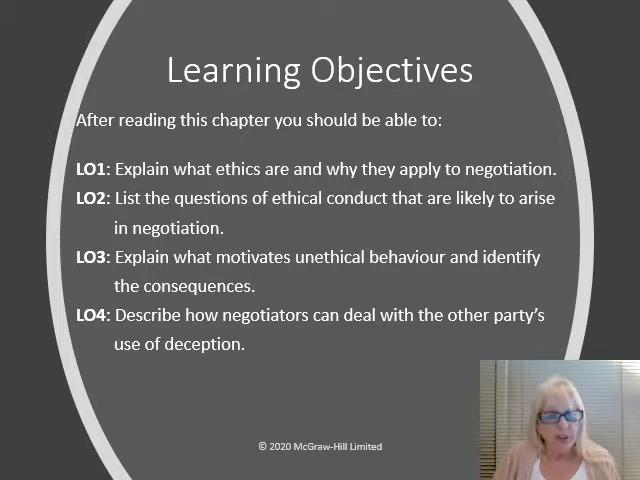 Learning Objectives
After reading this chapter you should be able to:
LO1: Explain what ethics are and why they apply to negotiation.
LO2: List the questions of ethical conduct that are likely to arise
in negotiation.
LO3: Explain what motivates unethical behaviour and identify
the consequences.
LO4: Describe how negotiators can deal with the other party’s
use of deception.
© 2020 McGraw-Hill Limited